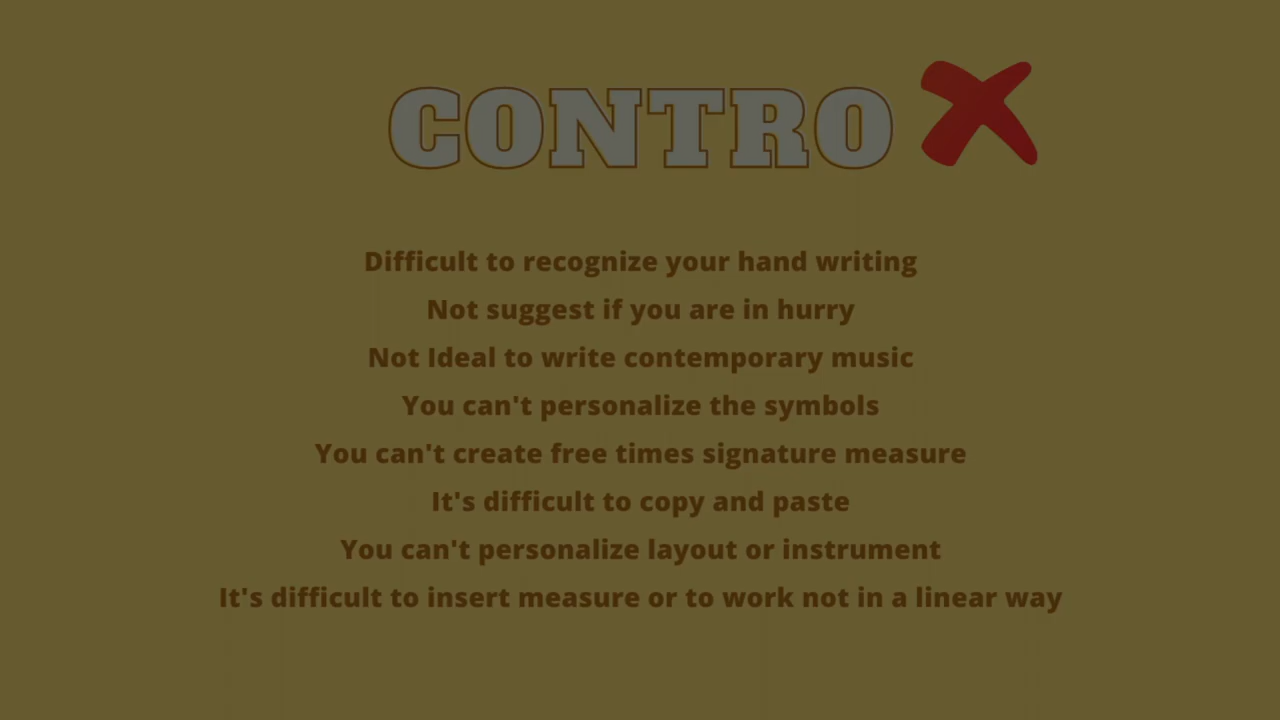 CONTRO
Difficult to recognize your hand writing
Not suggest if you are in hurry
Not Ideal to write contemporary music
You can't personalize the symbols
You can't create free times signature measure
It's difficult to copy and paste
You can't personalize layout or instrument
It's difficult to insert measure or to work not in a linear way